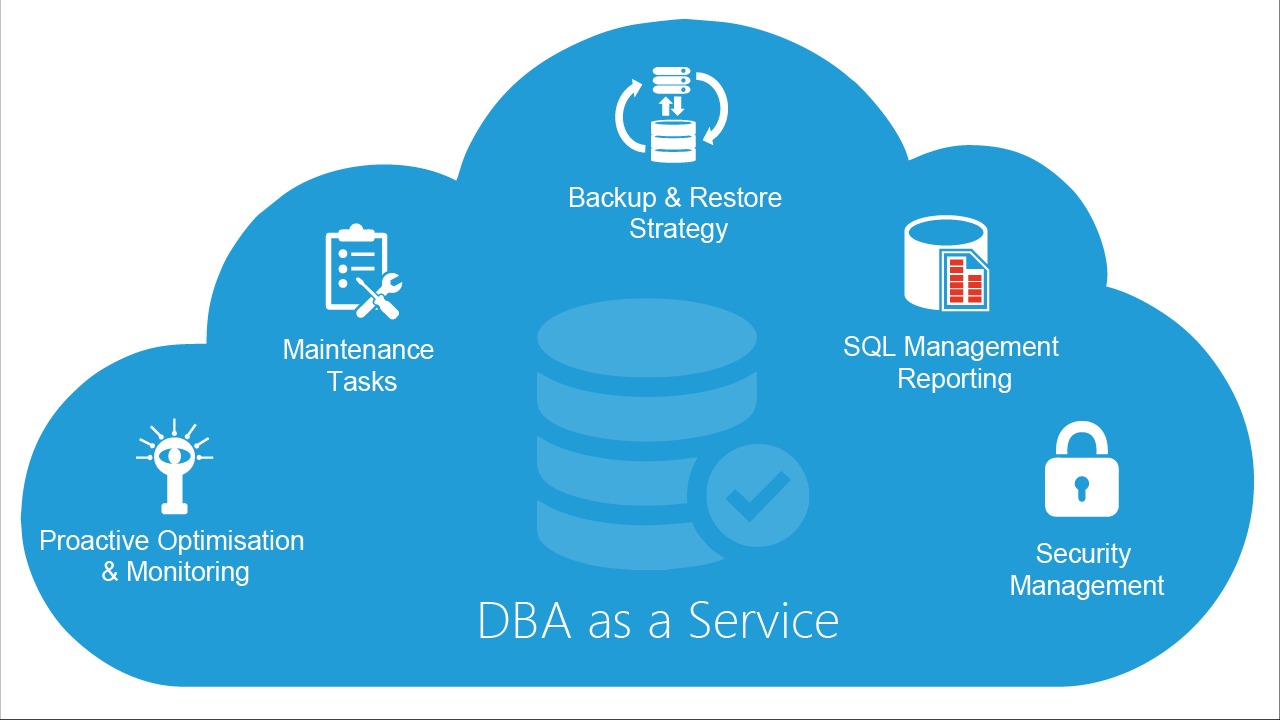 Backup & Restore
Strategy
Maintenance
Tasks
SQL Management
Reporting
Proactive Optimisation
& Monitoring
Security
Management
DBA as a Service